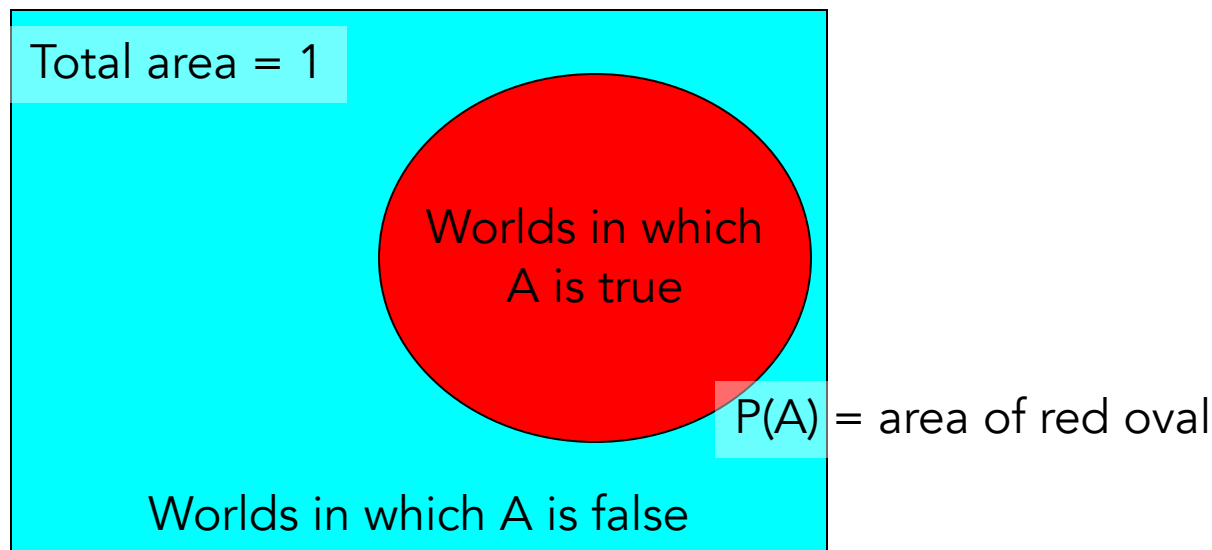 Total area = 1
Worlds in which
A is true
P(A) = area of red oval
Worlds in which A is false